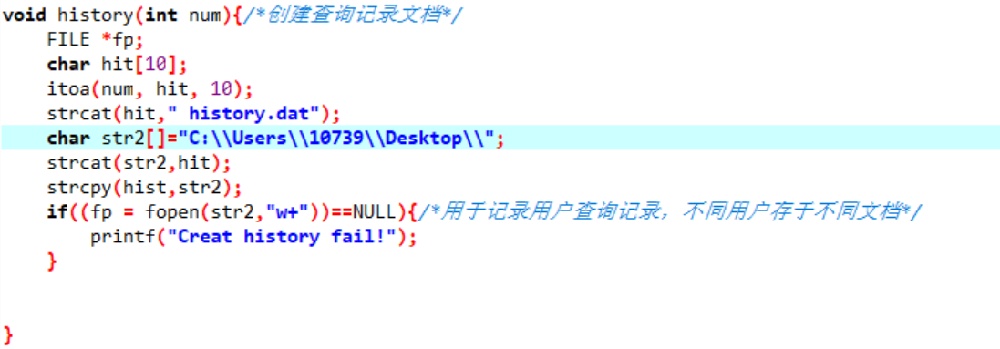 void history(int num){/*创建查询记录文档*/
    FILE *fp;
    char hit[10];
    itoa(num, hit, 10);
    strcat(hit," history.dat");
    char str2[]="C:\\Users\\10739\\Desktop\\";
    strcat(str2,hit);
    strcpy(hist,str2);
    if((fp = fopen(str2,"w+"))==NULL){/*用于记录用户查询记录，不同用户存于不同文档*/
        printf("Creat history fail!");
    }
}